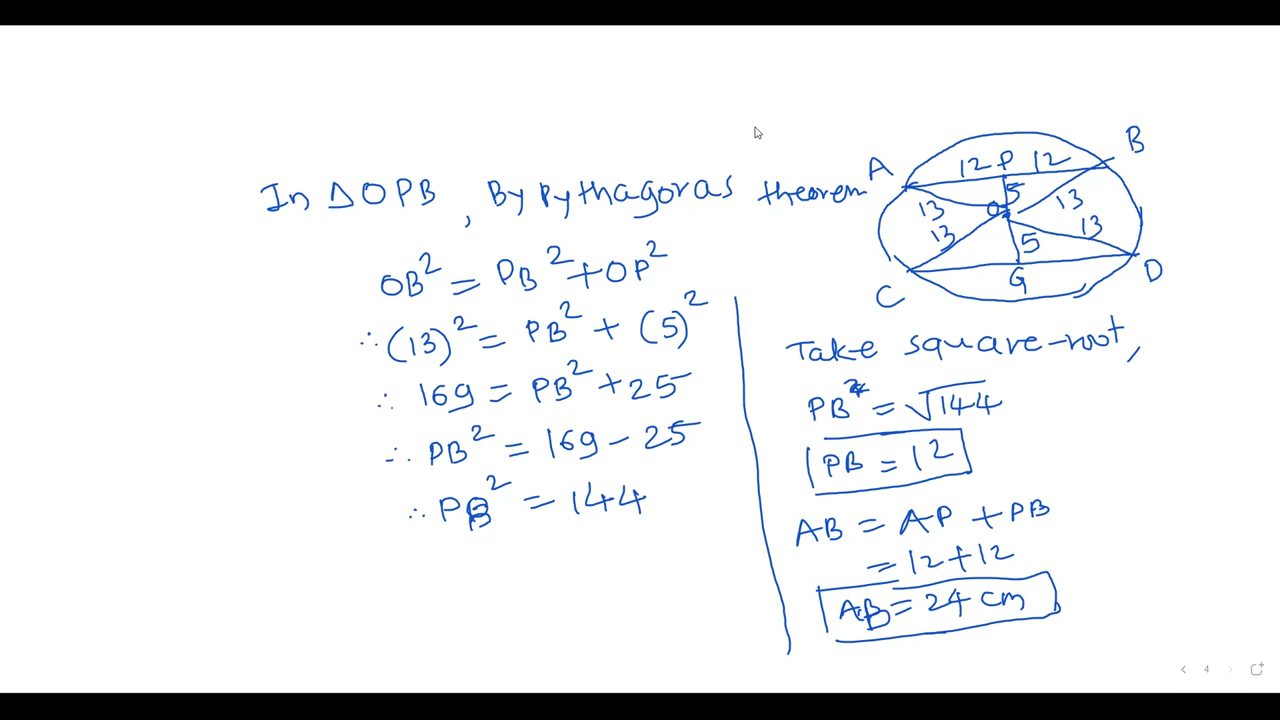 In ΔOPB, By Pythagoras theorem
OB² = PB² + OP²
∴ (13)² = PB² + (5)²
∴ 169 = PB² + 25
∴ PB² = 169 - 25
∴ PB² = 144
A 12 P 12 B
13 5 13
O
13 5 13
C G D
Take square-root,
PB = √144
PB = 12
AB = AP + PB
= 12 + 12
AB = 24 cm
4